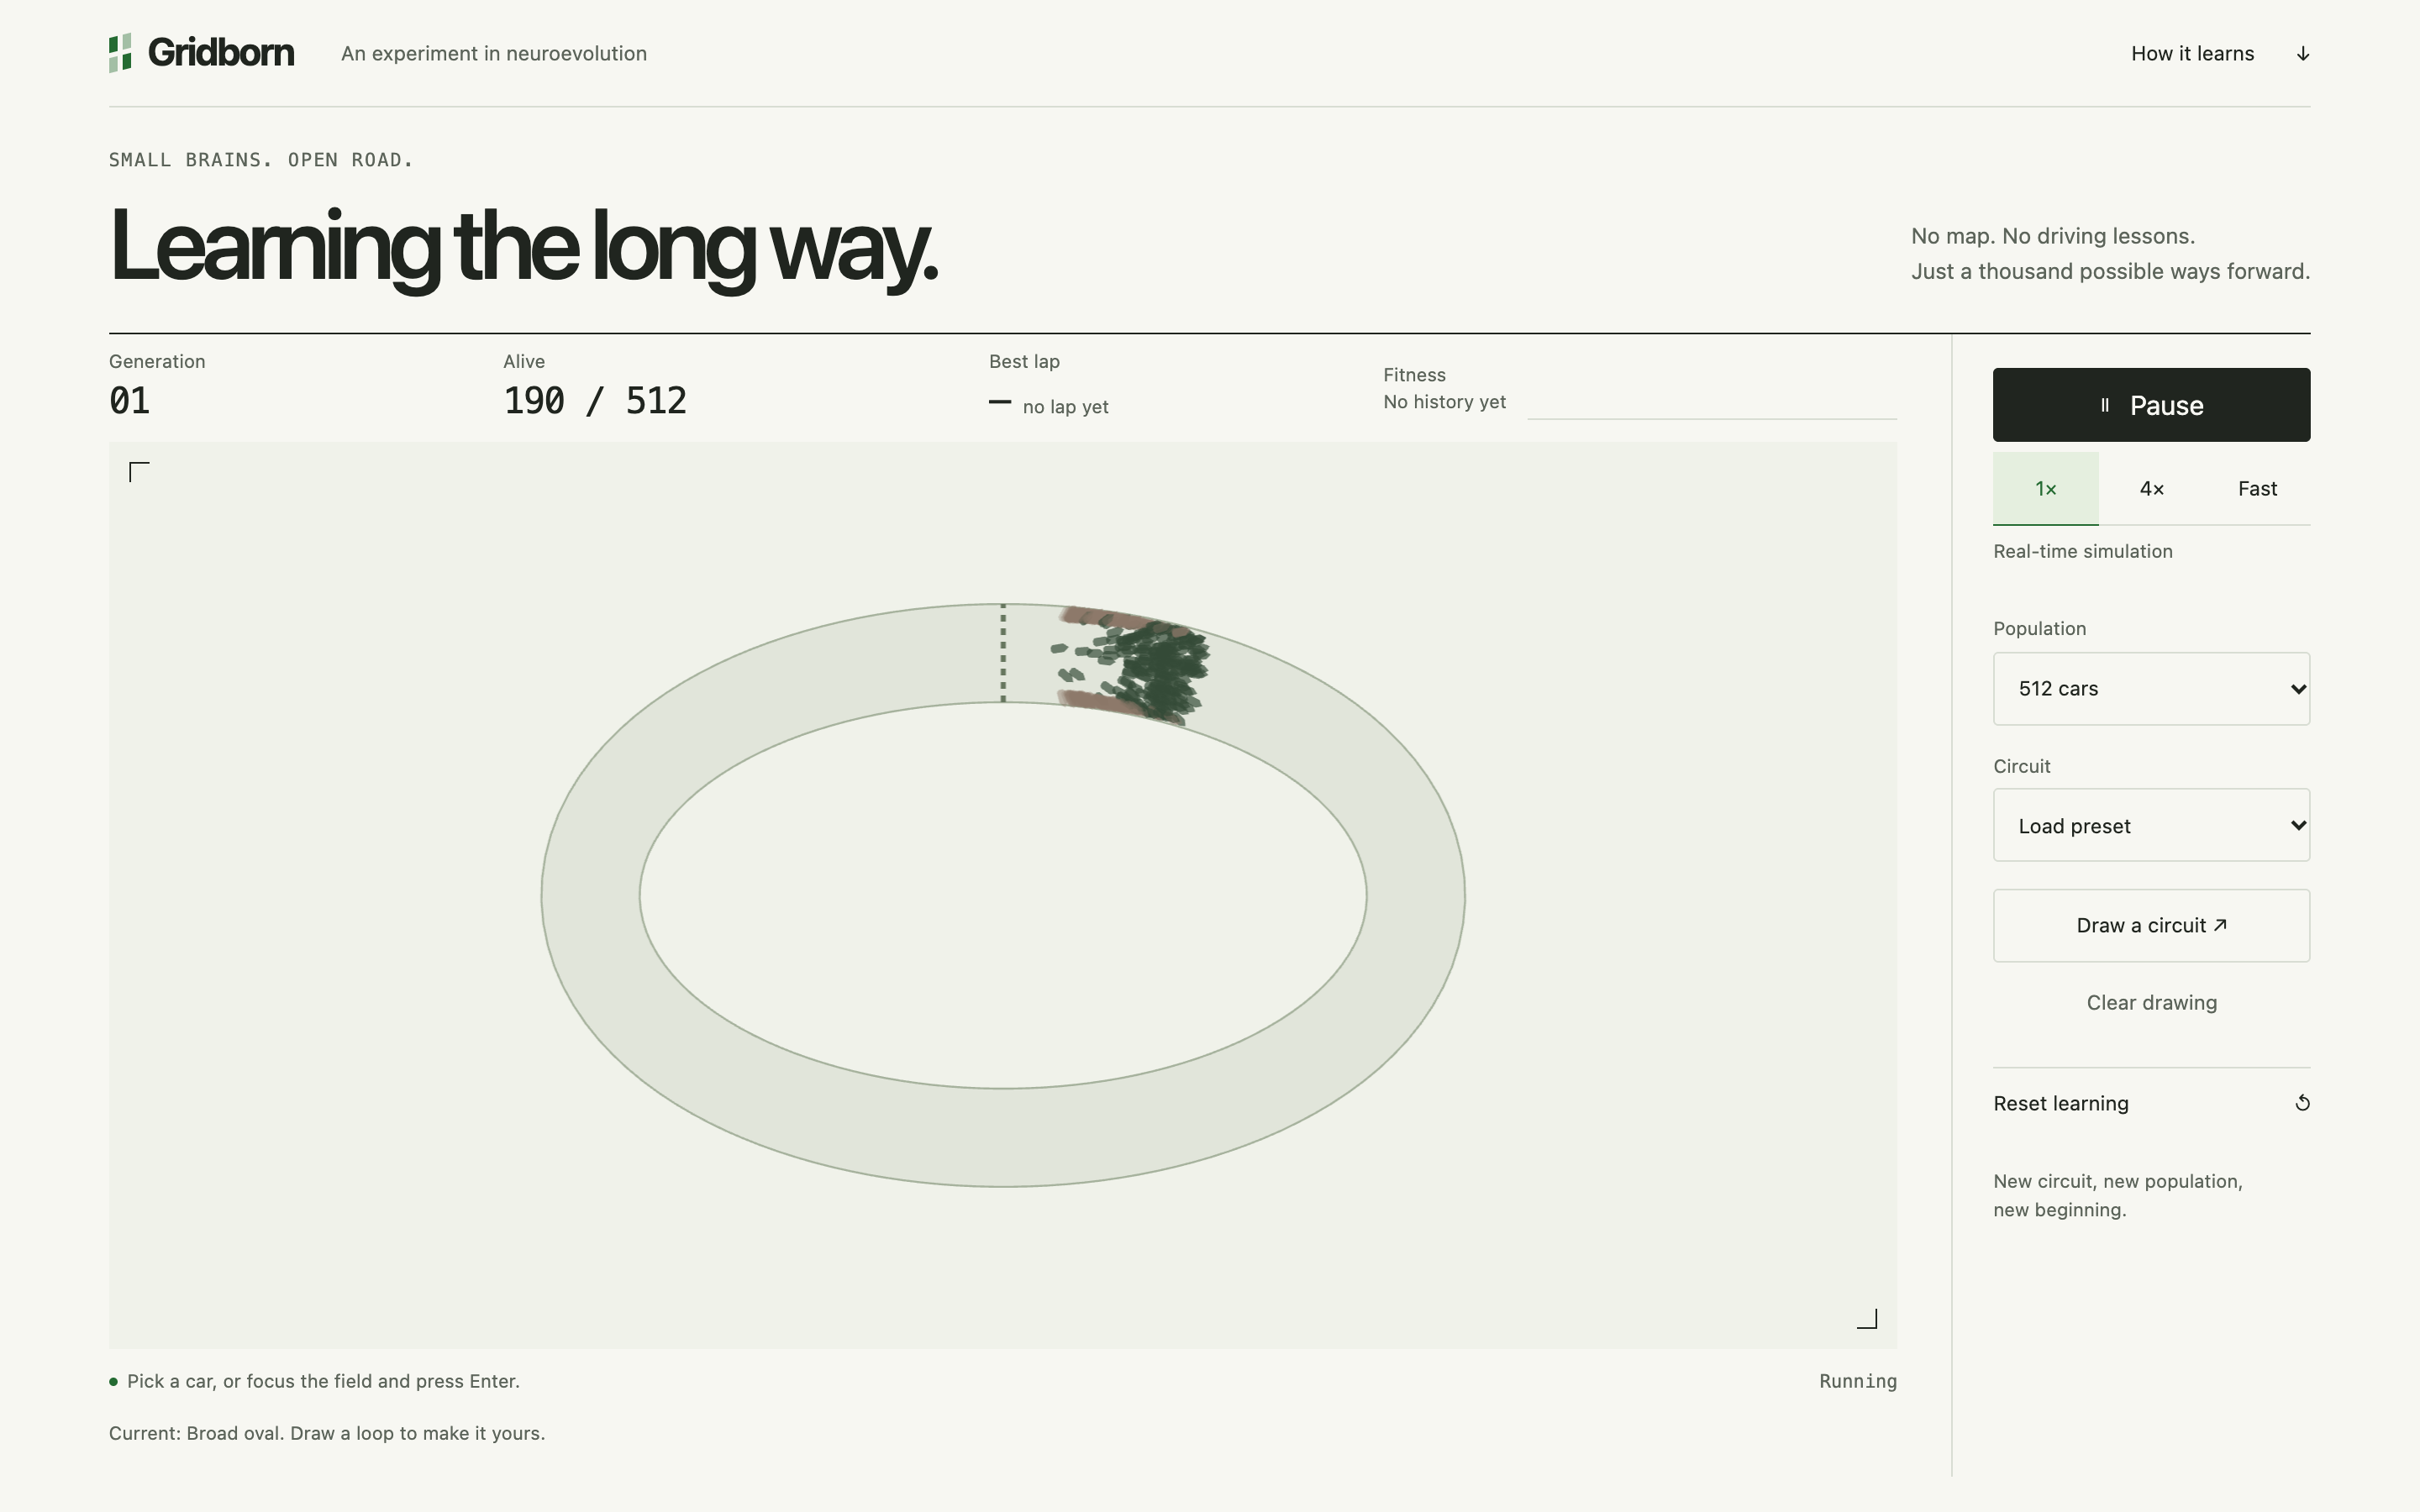 Gridborn
An experiment in neuroevolution
How it learns ↓
SMALL BRAINS. OPEN ROAD.
Learning the long way.
No map. No driving lessons.
Just a thousand possible ways forward.
Generation
01
Alive
190 / 512
Best lap
— no lap yet
Fitness
No history yet
Pause
1× 4× Fast
Real-time simulation
Population
512 cars
Circuit
Load preset
Draw a circuit ↗
Clear drawing
Reset learning
New circuit, new population,
new beginning.
Pick a car, or focus the field and press Enter.
Running
Current: Broad oval. Draw a loop to make it yours.